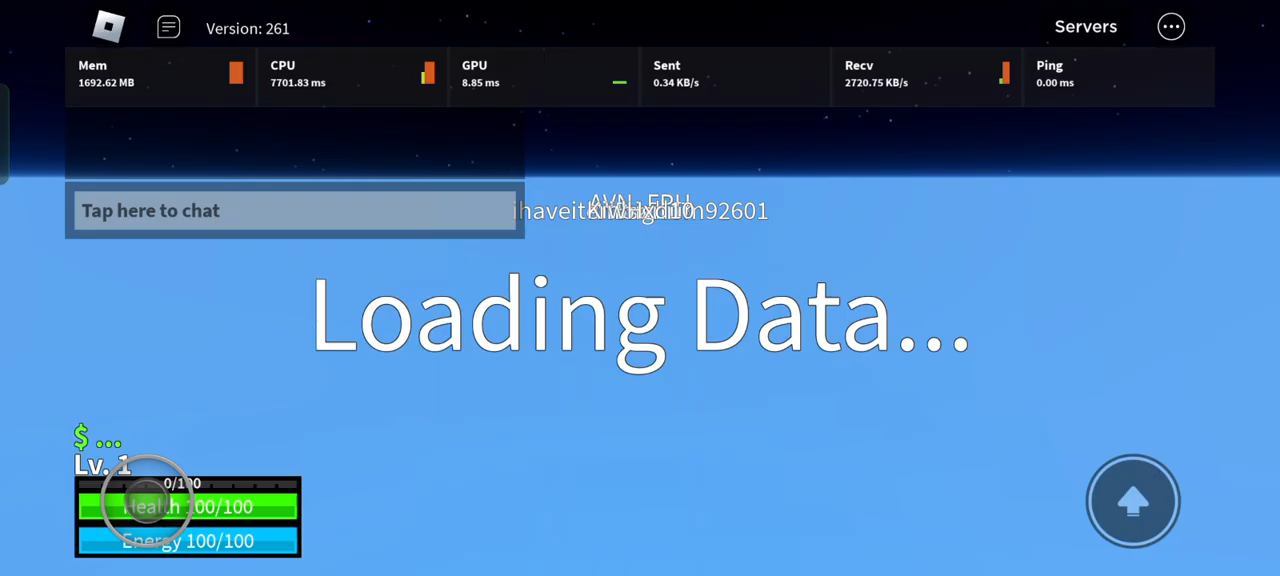 Version: 261
Servers
Mem
1692.62 MB
CPU
7701.83 ms
GPU
8.85 ms
Sent
0.34 KB/s
Recv
2720.75 KB/s
Ping
0.00 ms
Tap here to chat
AVN_EPU
Loading Data...
$ ...
Lv. 1
0/100
Health 100/100
Energy 100/100